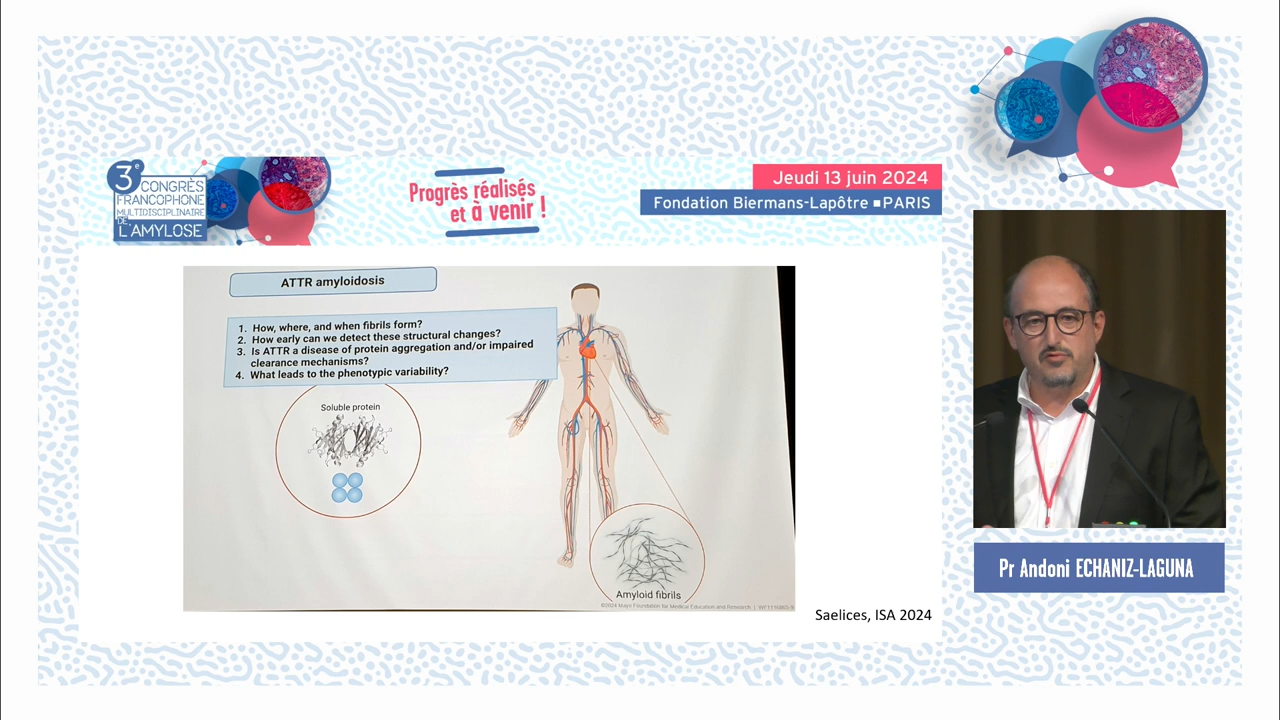 3e
CONGRÈS
FRANCOPHONE
MULTIDISCIPLINAIRE
DE
L'AMYLOSE
Progrès réalisés
et à venir !
Jeudi 13 juin 2024
Fondation Biermans-Lapôtre ■ PARIS
ATTR amyloidosis
1. How, where, and when fibrils form?
2. How early can we detect these structural changes?
3. Is ATTR a disease of protein aggregation and/or impaired
clearance mechanisms?
4. What leads to the phenotypic variability?
Soluble protein
Amyloid fibrils
©2024 Mayo Foundation for Medical Education and Research |
Saelices, ISA 2024
Pr Andoni ECHANIZ-LAGUNA